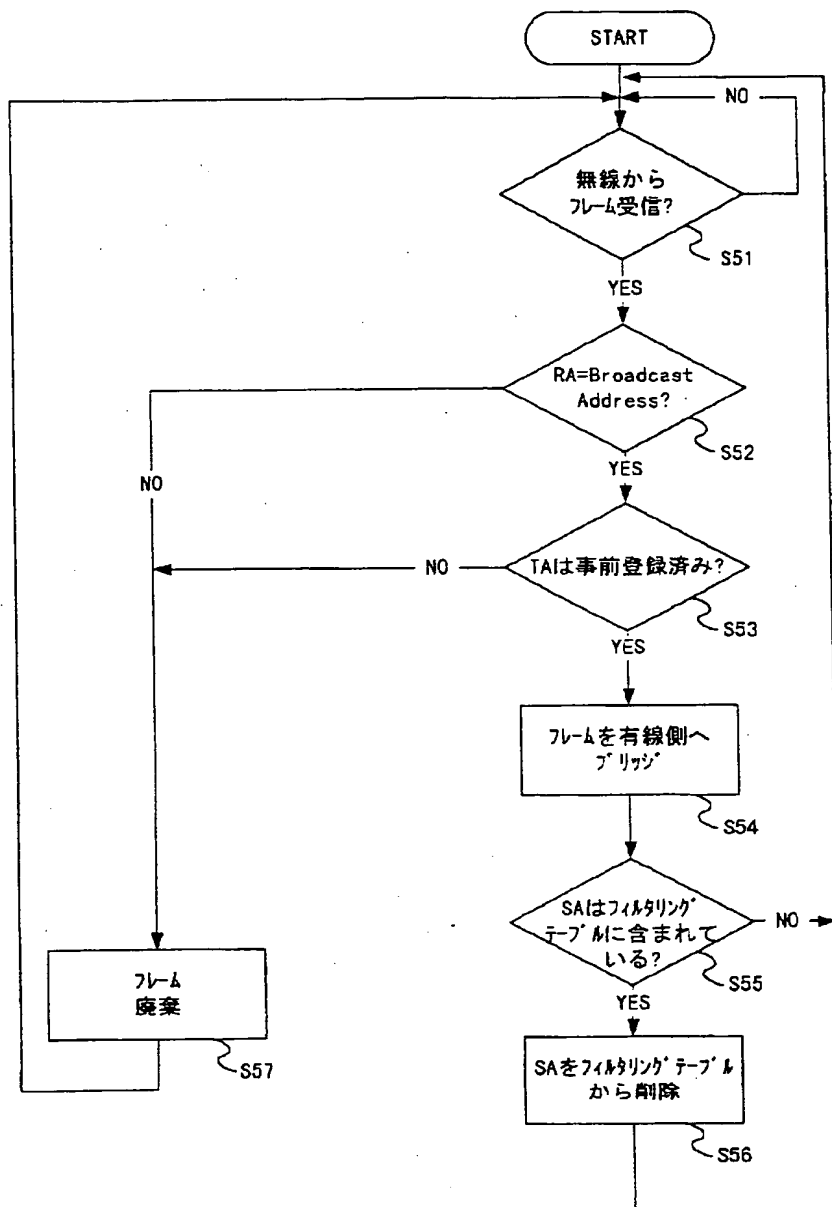 START
NO
無線から
フレーム受信?
S51
YES
RA=Broadcast
Address?
S52
NO
YES
TAは事前登録済み?
NO
S53
YES
フレームを有線側へ
ブリッジ
S54
SAはフィルタリング
テーブルに含まれて
いる?
NO
S55
YES
フレーム
廃棄
S57
SAをフィルタリングテーブル
から削除
S56